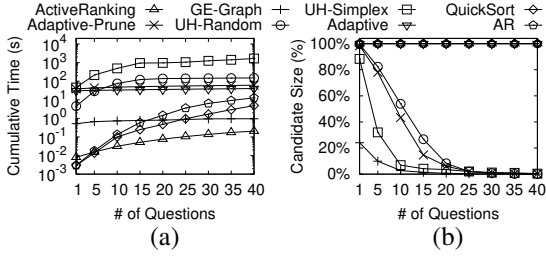 ActiveRanking GE-Graph UH-Simplex QuickSort
Adaptive-Prune UH-Random Adaptive AR
Cumulative Time (s)
10^3
10^2
10^1
10^0
10^-1
10^-2
10^-3
1 5 10 15 20 25 30 35 40
# of Questions
(a)
Candidate Size (%)
100%
80%
60%
40%
20%
0%
1 5 10 15 20 25 30 35 40
# of Questions
(b)